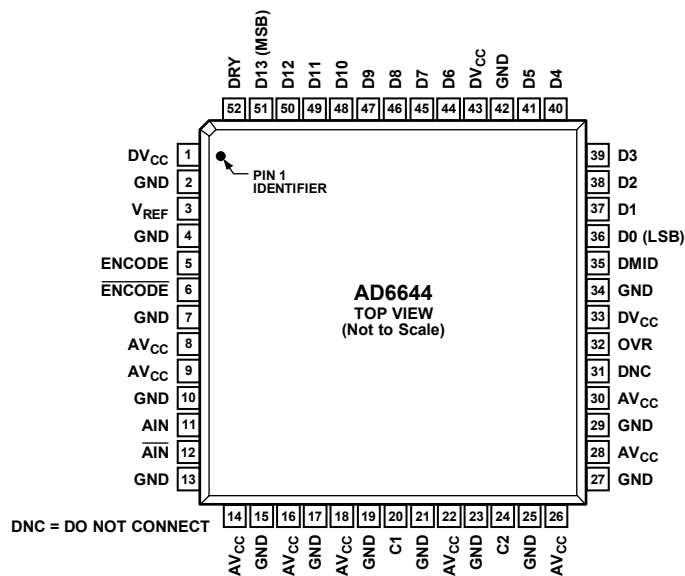 DRY
D13 (MSB)
D12
D11
D10
D9
D8
D7
D6
DVCC
GND
D5
D4
52 51 50 49 48 47 46 45 44 43 42 41 40
DVCC 1
GND 2
VREF 3
GND 4
ENCODE 5
ENCODE 6
GND 7
AVCC 8
AVCC 9
GND 10
AIN 11
AIN 12
GND 13
PIN 1
IDENTIFIER
AD6644
TOP VIEW
(Not to Scale)
39 D3
38 D2
37 D1
36 D0 (LSB)
35 DMID
34 GND
33 DVCC
32 OVR
31 DNC
30 AVCC
29 GND
28 AVCC
27 GND
DNC = DO NOT CONNECT
14 15 16 17 18 19 20 21 22 23 24 25 26
AVCC
GND
AVCC
GND
AVCC
GND
C1
GND
AVCC
GND
C2
GND
AVCC